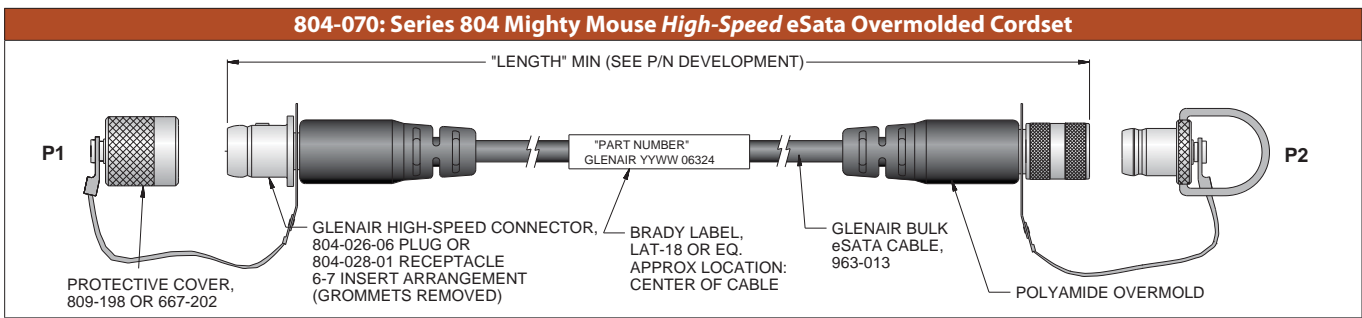 804-070: Series 804 Mighty Mouse High-Speed eSata Overmolded Cordset
"LENGTH" MIN (SEE P/N DEVELOPMENT)
P1
"PART NUMBER"
GLENAIR YYWW 06324
P2
PROTECTIVE COVER,
809-198 OR 667-202
GLENAIR HIGH-SPEED CONNECTOR,
804-026-06 PLUG OR
804-028-01 RECEPTACLE
6-7 INSERT ARRANGEMENT
(GROMMETS REMOVED)
BRADY LABEL,
LAT-18 OR EQ.
APPROX LOCATION:
CENTER OF CABLE
GLENAIR BULK
eSATA CABLE,
963-013
POLYAMIDE OVERMOLD